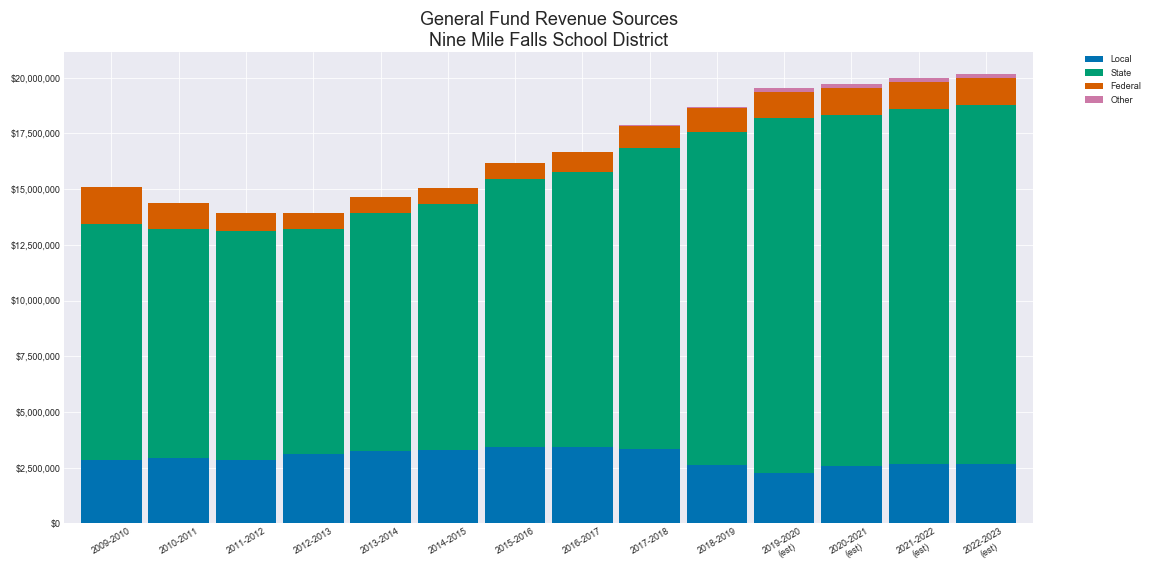 General Fund Revenue Sources
Nine Mile Falls School District
Local
State
Federal
Other
$20,000,000
$17,500,000
$15,000,000
$12,500,000
$10,000,000
$7,500,000
$5,000,000
$2,500,000
$0
2009-2010
2010-2011
2011-2012
2012-2013
2013-2014
2014-2015
2015-2016
2016-2017
2017-2018
2018-2019
2019-2020
(est)
2020-2021
(est)
2021-2022
(est)
2022-2023
(est)